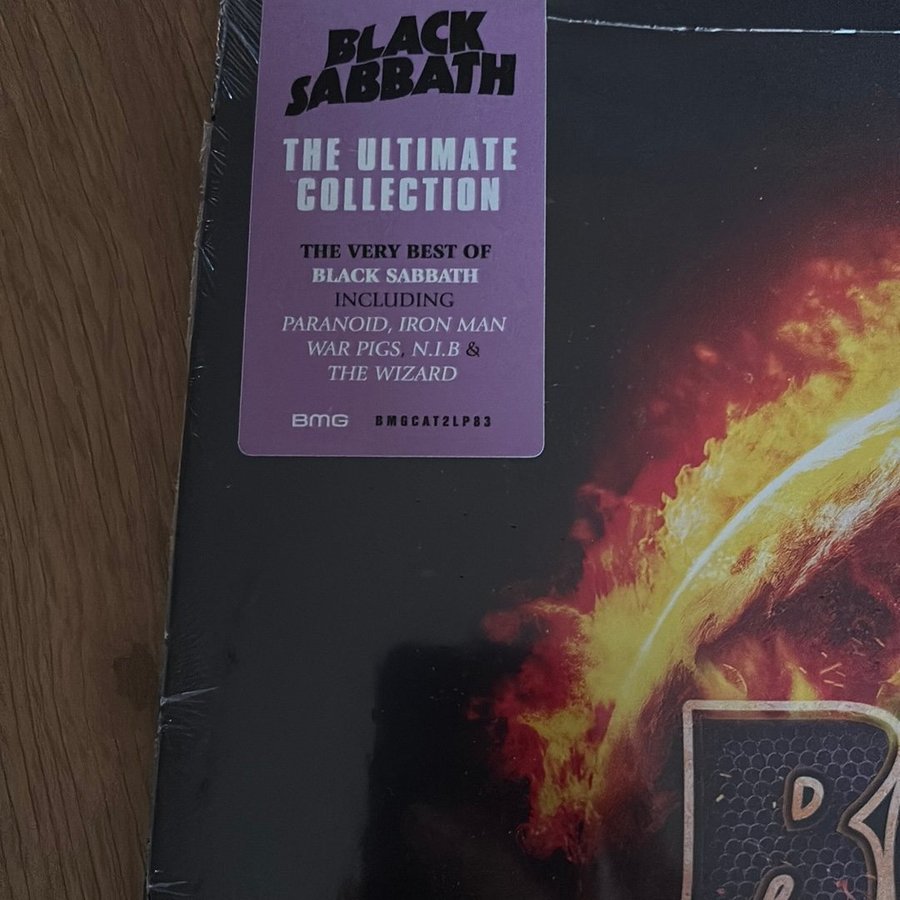 BLACK
SABBATH
THE ULTIMATE
COLLECTION
THE VERY BEST OF
BLACK SABBATH
INCLUDING
PARANOID, IRON MAN
WAR PIGS, N.I.B &
THE WIZARD
BMG BMGCAT2LP83
B